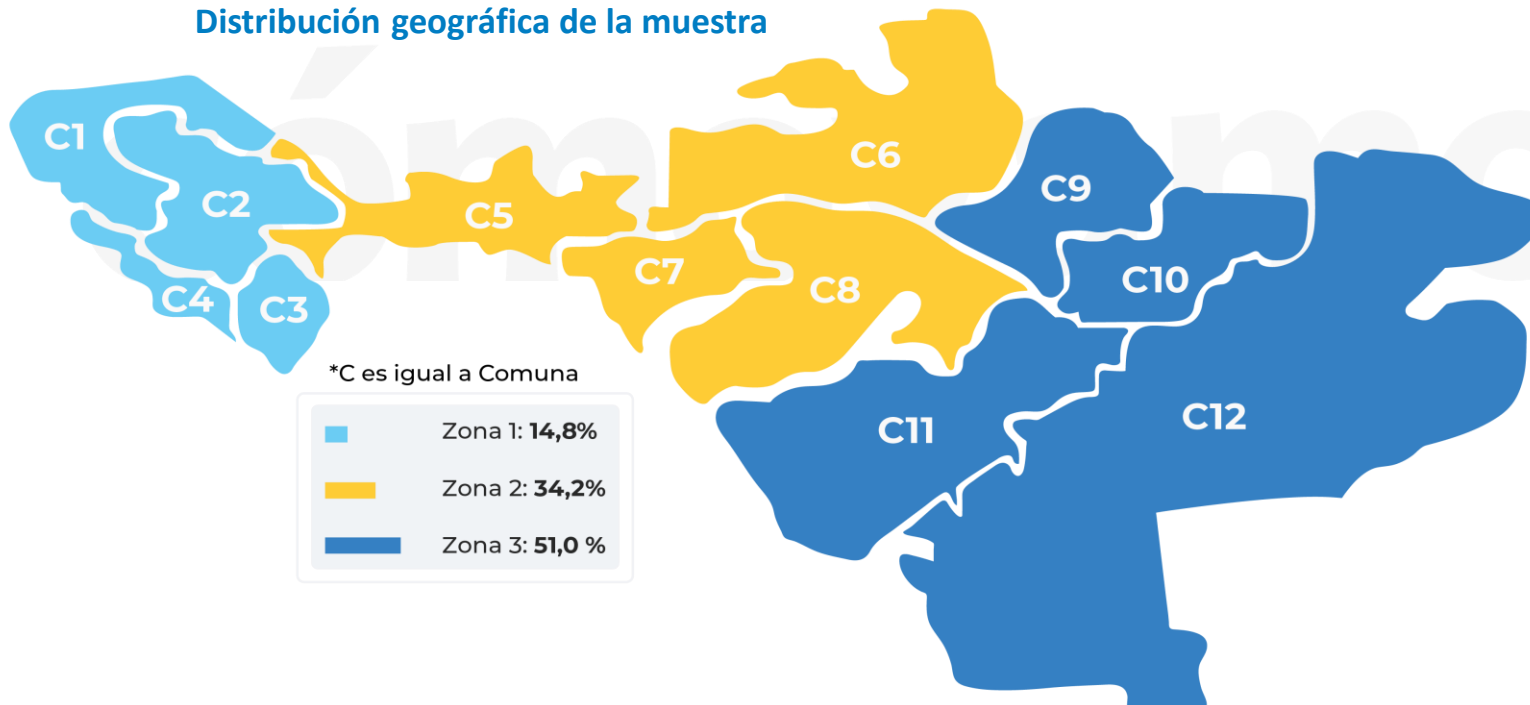 Distribución geográfica de la muestra
C1
C2
C3
C4
C5
C6
C7
C8
C9
C10
C11
C12
*C es igual a Comuna
Zona 1: 14,8%
Zona 2: 34,2%
Zona 3: 51,0 %